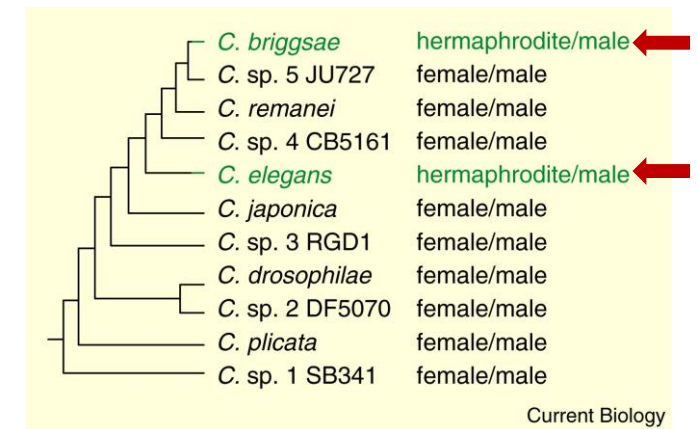 C. briggsae hermaphrodite/male
C. sp. 5 JU727 female/male
C. remanei female/male
C. sp. 4 CB5161 female/male
C. elegans hermaphrodite/male
C. japonica female/male
C. sp. 3 RGD1 female/male
C. drosophilae female/male
C. sp. 2 DF5070 female/male
C. plicata female/male
C. sp. 1 SB341 female/male
Current Biology